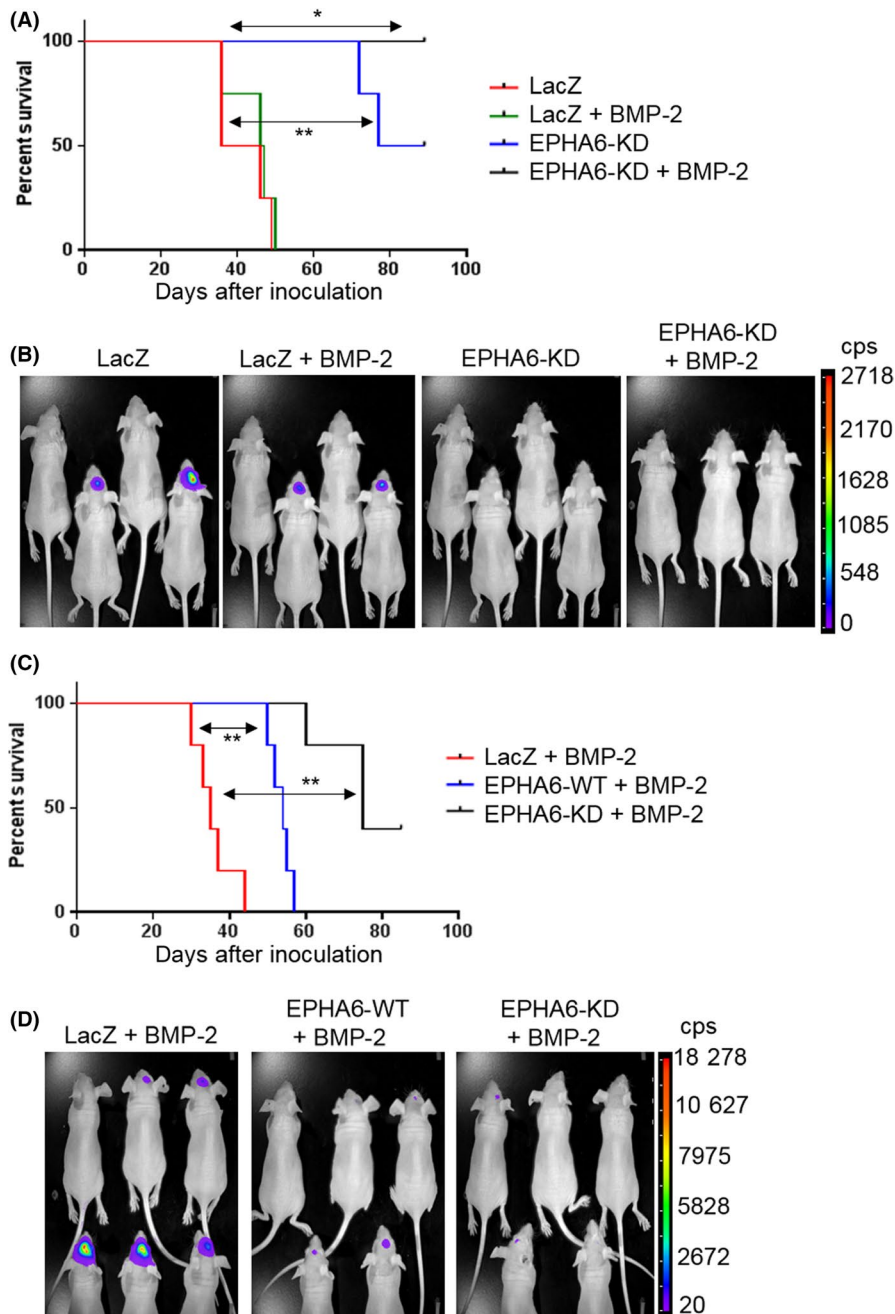 (A)
*
100
LacZ
LacZ + BMP-2
**
EPHA6-KD
50
EPHA6-KD + BMP-2
Percent survival
0
0 20 40 60 80 100
Days after inoculation
(B)
LacZ
LacZ + BMP-2
EPHA6-KD
EPHA6-KD
+ BMP-2
cps
2718
2170
1628
1085
548
0
(C)
100
**
LacZ + BMP-2
EPHA6-WT + BMP-2
**
EPHA6-KD + BMP-2
50
Percent survival
0
0 20 40 60 80 100
Days after inoculation
(D)
LacZ + BMP-2
EPHA6-WT
+ BMP-2
EPHA6-KD
+ BMP-2
cps
18 278
10 627
7975
5828
2672
20